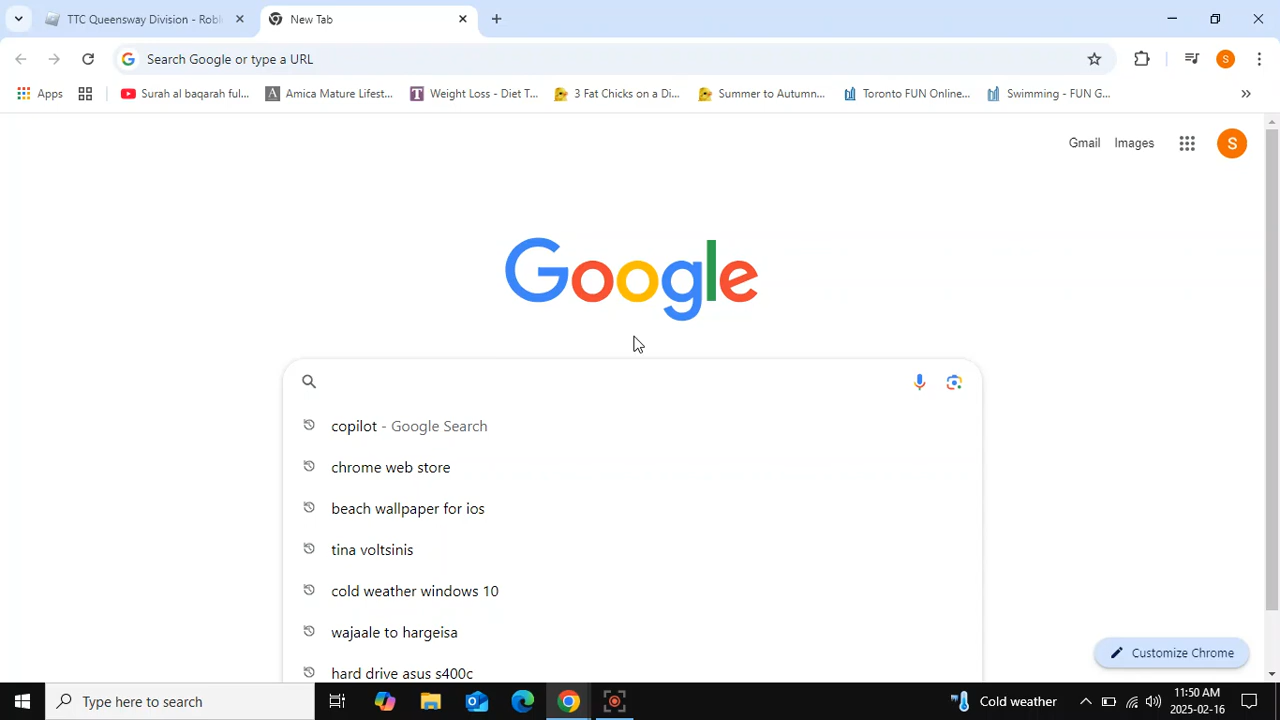 TTC Queensway Division - Robl
New Tab
Search Google or type a URL
S
Apps
Surah al baqarah ful...
A Amica Mature Lifest...
T Weight Loss - Diet T...
3 Fat Chicks on a Di...
Summer to Autumn...
Toronto FUN Online...
Swimming - FUN G...
Gmail Images
S
Google
copilot - Google Search
chrome web store
beach wallpaper for ios
tina voltsinis
cold weather windows 10
wajaale to hargeisa
hard drive asus s400c
Customize Chrome
Type here to search
Cold weather
11:50 AM
2025-02-16